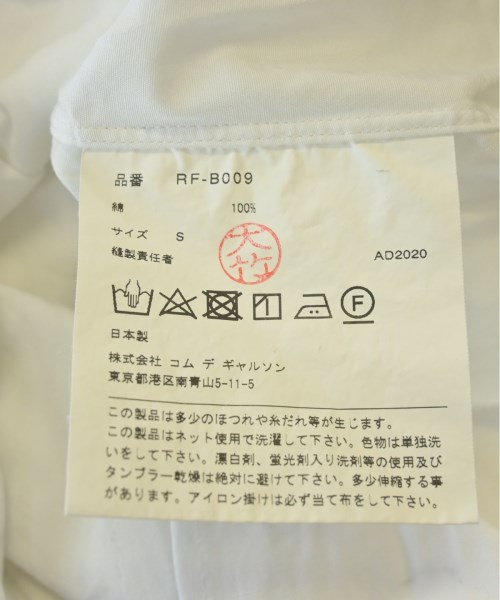 品番 RF-B009
綿 100%
サイズ S
縫製責任者 大竹 AD2020
F
日本製
株式会社 コム デ ギャルソン
東京都港区南青山5-11-5
この製品は多少のほつれや糸だれ等が生じます。
この製品はネット使用で洗濯して下さい。色物は単独洗
いをして下さい。漂白剤、蛍光剤入り洗剤等の使用及び
タンブラー乾燥は絶対に避けて下さい。多少伸縮する事
があります。アイロン掛けは必ず当て布をして下さい。